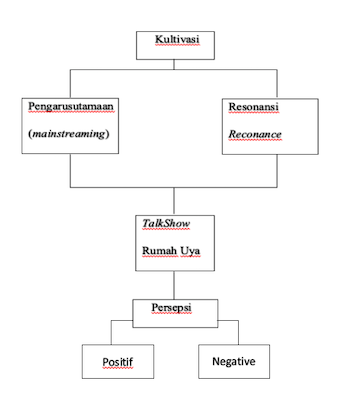 Kultivasi
Pengarusutamaan
(mainstreaming)
Resonansi
Reconance
TalkShow
Rumah Uya
Persepsi
Positif
Negative